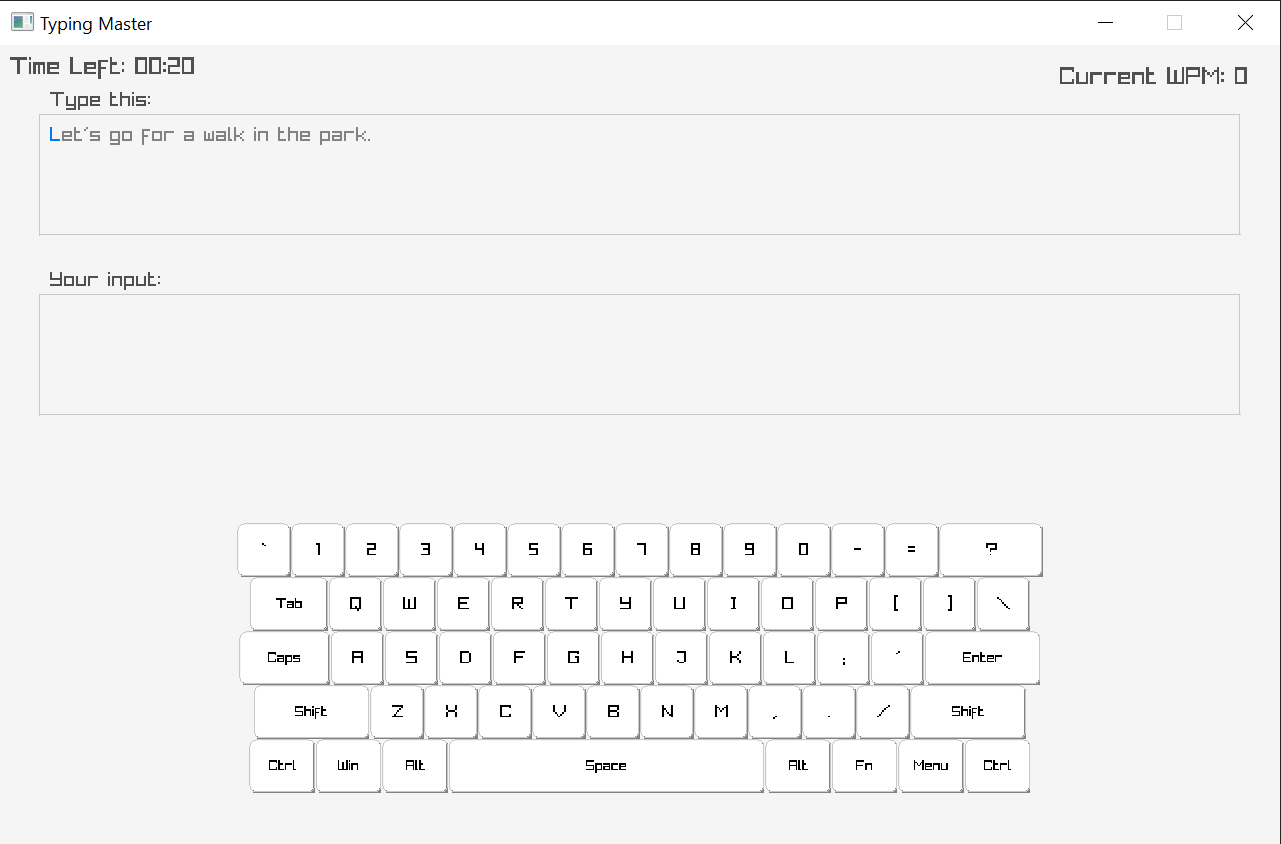 Typing Master
Time Left: 00:20
Current WPM: 0
Type this:
Let's go for a walk in the park.
Your input:
` 1 2 3 4 5 6 7 8 9 0 - = ?
Tab Q W E R T Y U I O P [ ] \
Caps A S D F G H J K L ; ' Enter
Shift Z X C V B N M , . / Shift
Ctrl Win Alt Space Alt Fn Menu Ctrl